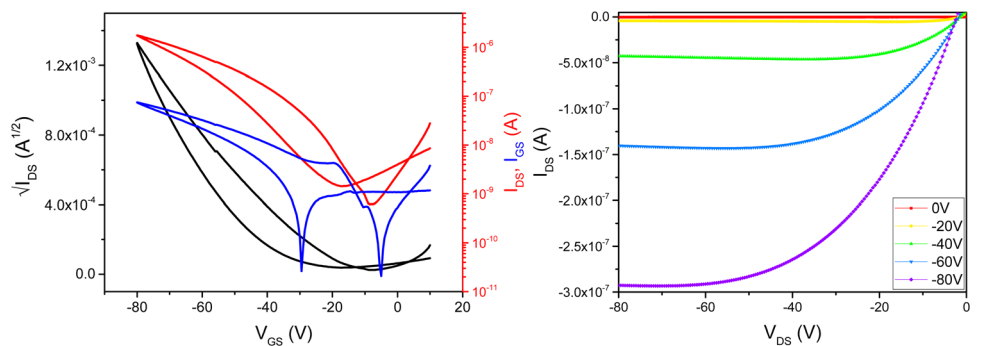 1.2x10⁻³
8.0x10⁻⁴
4.0x10⁻⁴
0.0
√I_DS (A^1/2)
-80 -60 -40 -20 0 20
V_GS (V)
10⁻⁶
10⁻⁷
10⁻⁸
10⁻⁹
10⁻¹⁰
10⁻¹¹
I_DS, I_GS (A)
0.0
-5.0x10⁻⁸
-1.0x10⁻⁷
-1.5x10⁻⁷
-2.0x10⁻⁷
-2.5x10⁻⁷
-3.0x10⁻⁷
I_DS (A)
0V
-20V
-40V
-60V
-80V
-80 -60 -40 -20 0
V_DS (V)